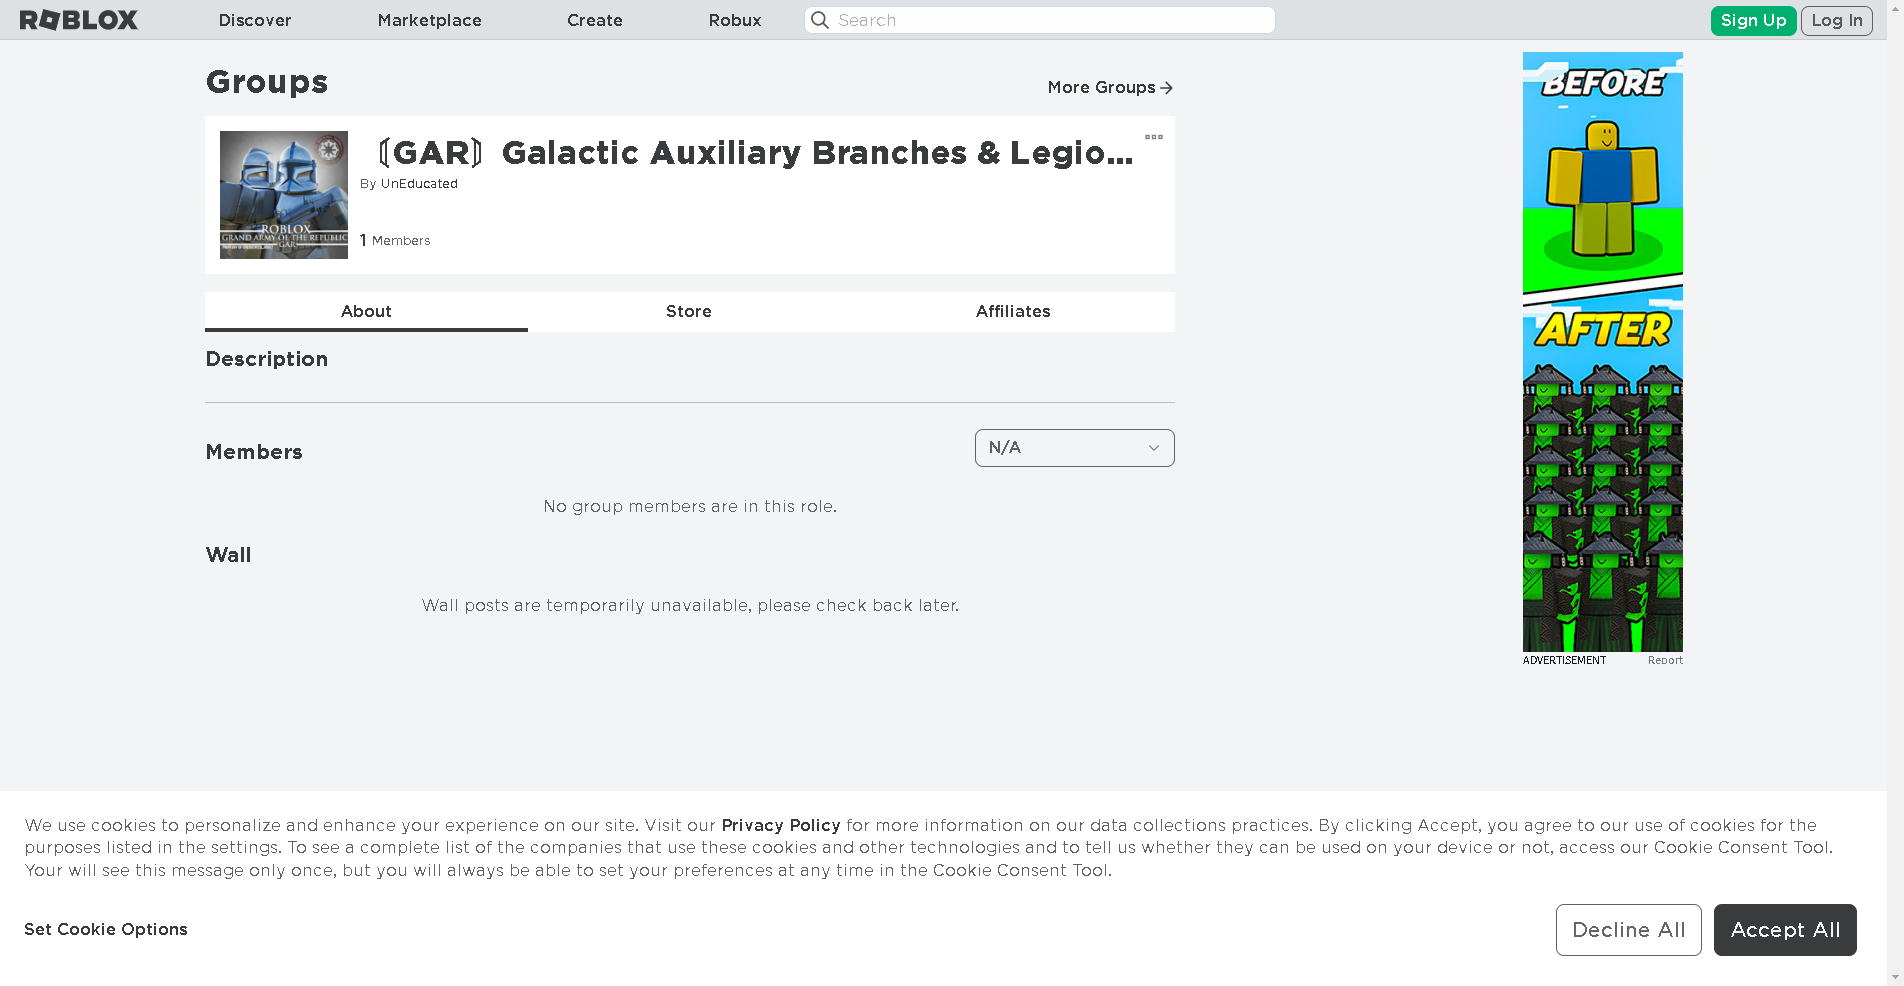 ROBLOX
Discover
Marketplace
Create
Robux
Search
Sign Up
Log In
Groups
More Groups
〘GAR〙 Galactic Auxiliary Branches & Legio...
By UnEducated
1 Members
ROBLOX
GRAND ARMY OF THE REPUBLIC
GAR
About
Store
Affiliates
Description
Members
N/A
No group members are in this role.
Wall
Wall posts are temporarily unavailable, please check back later.
BEFORE
AFTER
ADVERTISEMENT
Report
We use cookies to personalize and enhance your experience on our site. Visit our Privacy Policy for more information on our data collections practices. By clicking Accept, you agree to our use of cookies for the
purposes listed in the settings. To see a complete list of the companies that use these cookies and other technologies and to tell us whether they can be used on your device or not, access our Cookie Consent Tool.
Your will see this message only once, but you will always be able to set your preferences at any time in the Cookie Consent Tool.
Set Cookie Options
Decline All
Accept All